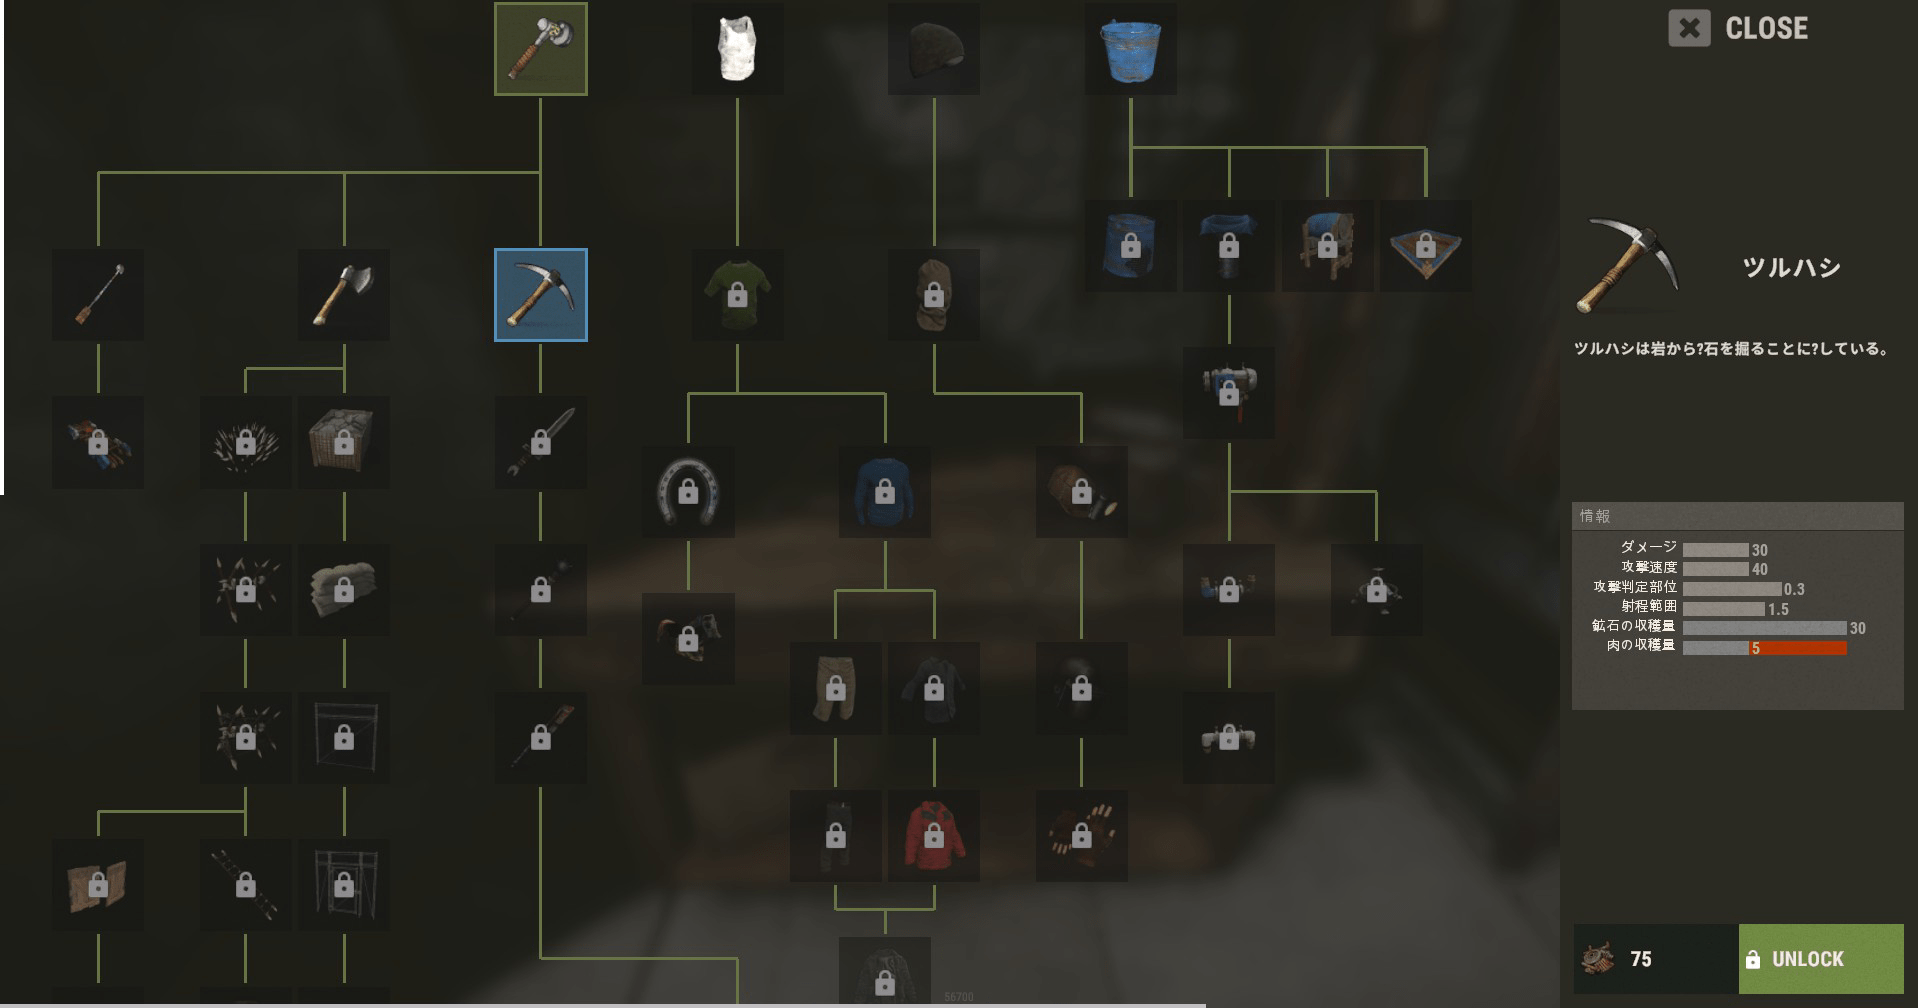 CLOSE
ツルハシ
ツルハシは岩から?石を掘ることに?している。
情報
ダメージ 30
攻撃速度 40
攻撃判定部位 0.3
射程範囲 1.5
鉱石の収穫量 30
肉の収穫量 5
75 UNLOCK
56700